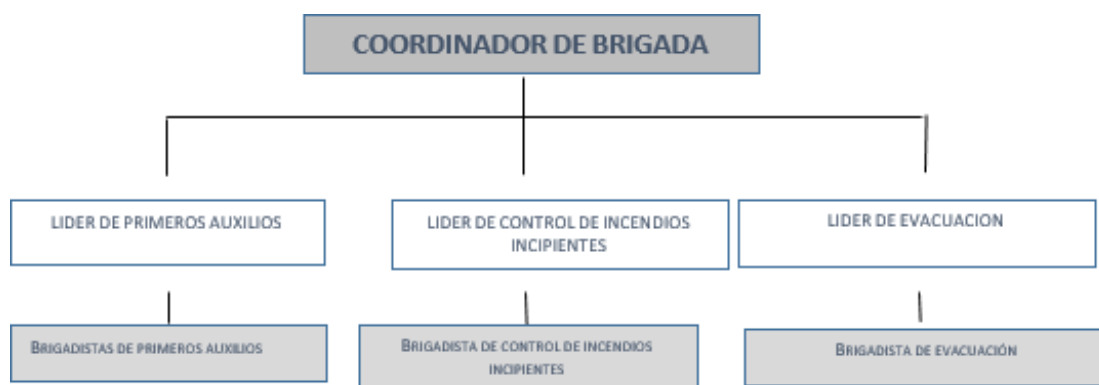 COORDINADOR DE BRIGADA
LIDER DE PRIMEROS AUXILIOS
LIDER DE CONTROL DE INCENDIOS
INCIPIENTES
LIDER DE EVACUACION
BRIGADISTAS DE PRIMEROS AUXILIOS
BRIGADISTA DE CONTROL DE INCENDIOS
INCIPIENTES
BRIGADISTA DE EVACUACIÓN